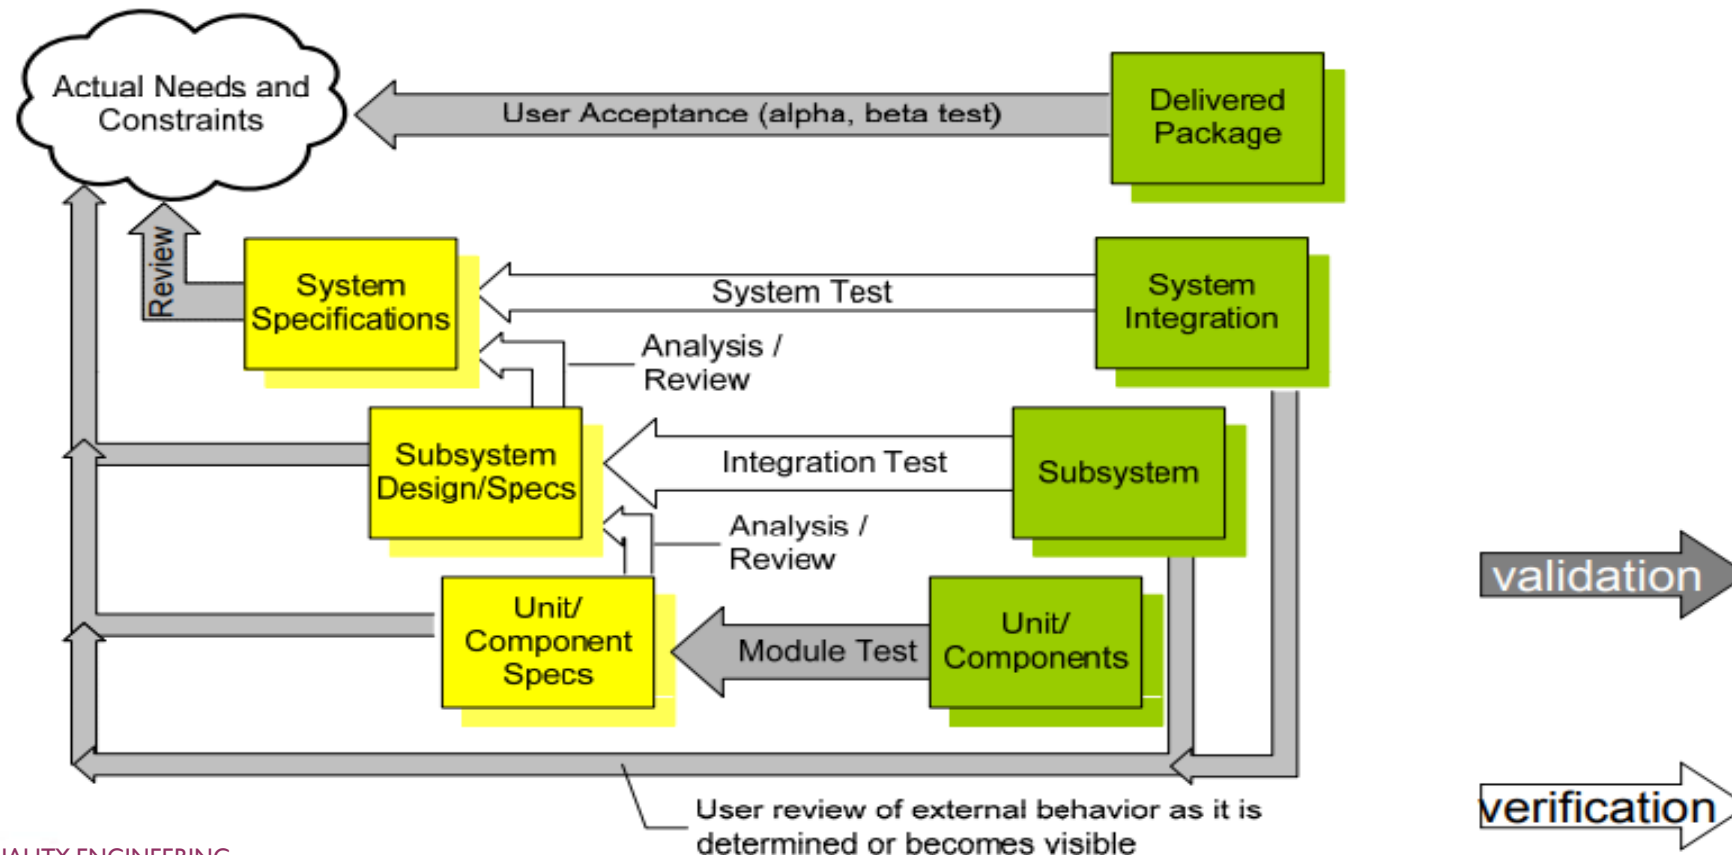 Actual Needs and
Constraints
User Acceptance (alpha, beta test)
Delivered
Package
Review
System
Specifications
System Test
System
Integration
Analysis /
Review
Subsystem
Design/Specs
Integration Test
Subsystem
Analysis /
Review
Unit/
Component
Specs
Module Test
Unit/
Components
validation
User review of external behavior as it is
determined or becomes visible
verification
ENGINEERING